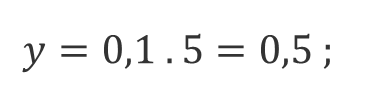 y = 0,1 . 5 = 0,5 ;